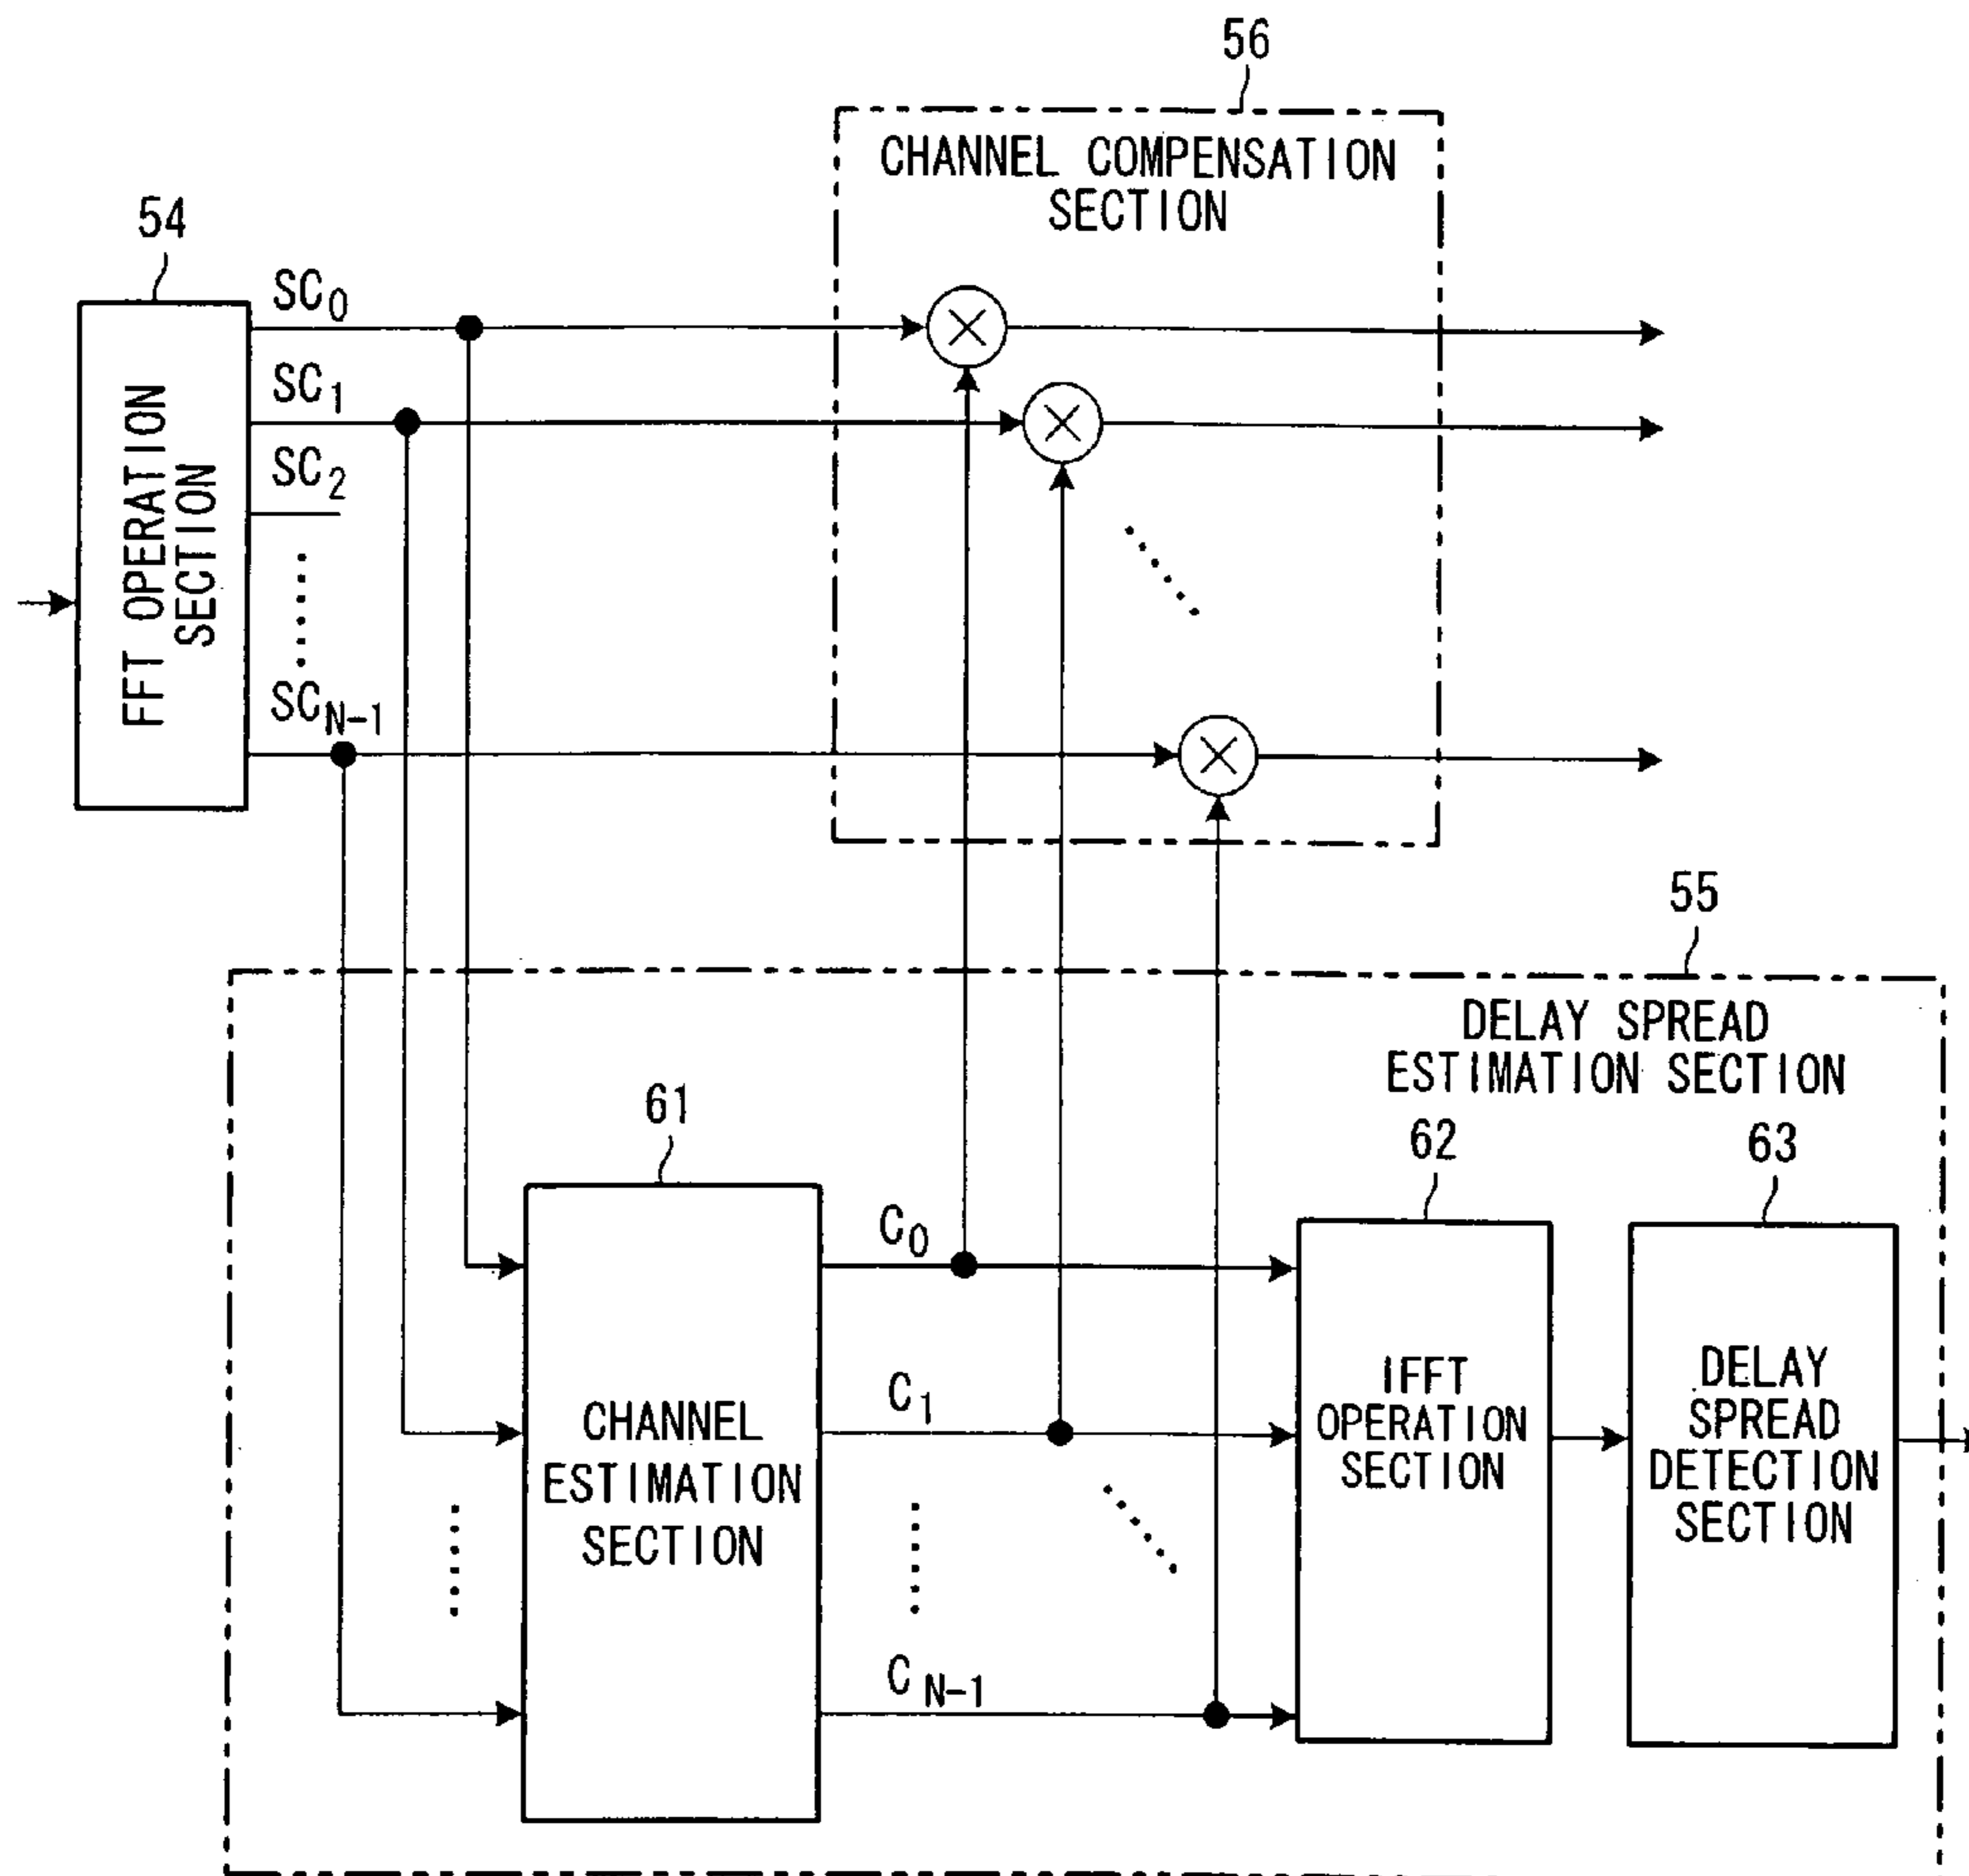 56
CHANNEL COMPENSATION
SECTION
54
SC0
SC1
SC2
SCN-1
FFT OPERATION
SECTION
55
DELAY SPREAD
ESTIMATION SECTION
61
62
63
C0
C1
CN-1
CHANNEL
ESTIMATION
SECTION
IFFT
OPERATION
SECTION
DELAY
SPREAD
DETECTION
SECTION